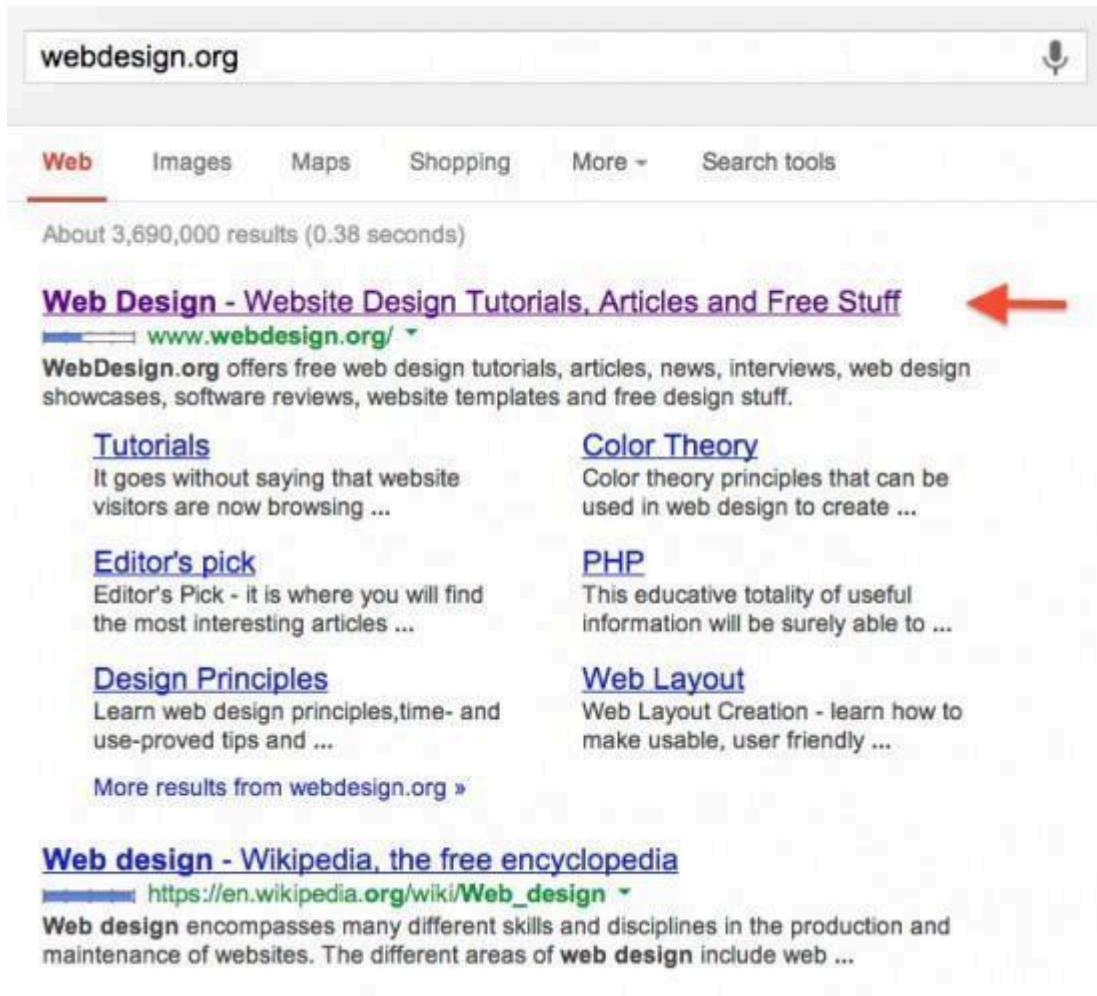 webdesign.org
Web Images Maps Shopping More Search tools
About 3,690,000 results (0.38 seconds)
Web Design - Website Design Tutorials, Articles and Free Stuff
www.webdesign.org/
WebDesign.org offers free web design tutorials, articles, news, interviews, web design
showcases, software reviews, website templates and free design stuff.
Tutorials
It goes without saying that website
visitors are now browsing ...
Color Theory
Color theory principles that can be
used in web design to create ...
Editor's pick
Editor's Pick - it is where you will find
the most interesting articles ...
PHP
This educative totality of useful
information will be surely able to ...
Design Principles
Learn web design principles,time- and
use-proved tips and ...
Web Layout
Web Layout Creation - learn how to
make usable, user friendly ...
More results from webdesign.org »
Web design - Wikipedia, the free encyclopedia
https://en.wikipedia.org/wiki/Web_design
Web design encompasses many different skills and disciplines in the production and
maintenance of websites. The different areas of web design include web ...